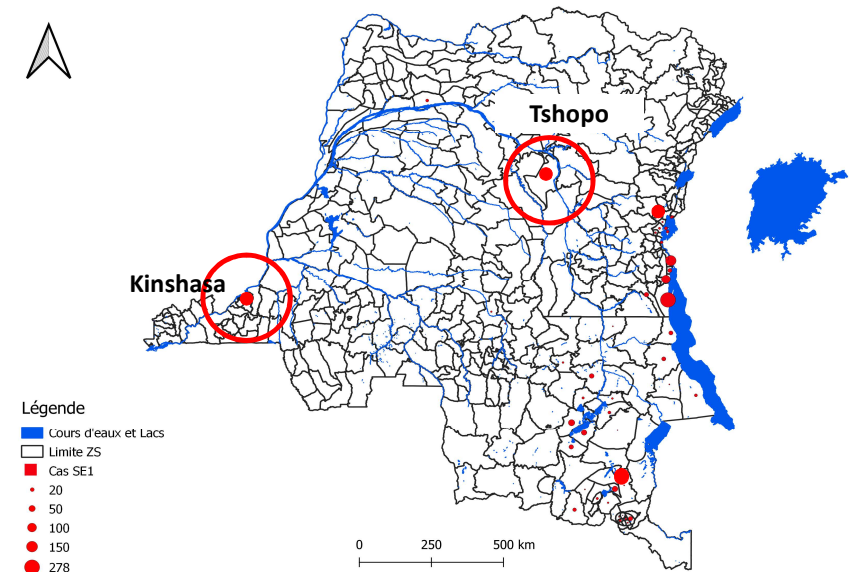 Tshopo
Kinshasa
Légende
Cours d'eaux et Lacs
Limite ZS
Cas SE1
20
50
100
150
278
0 250 500 km